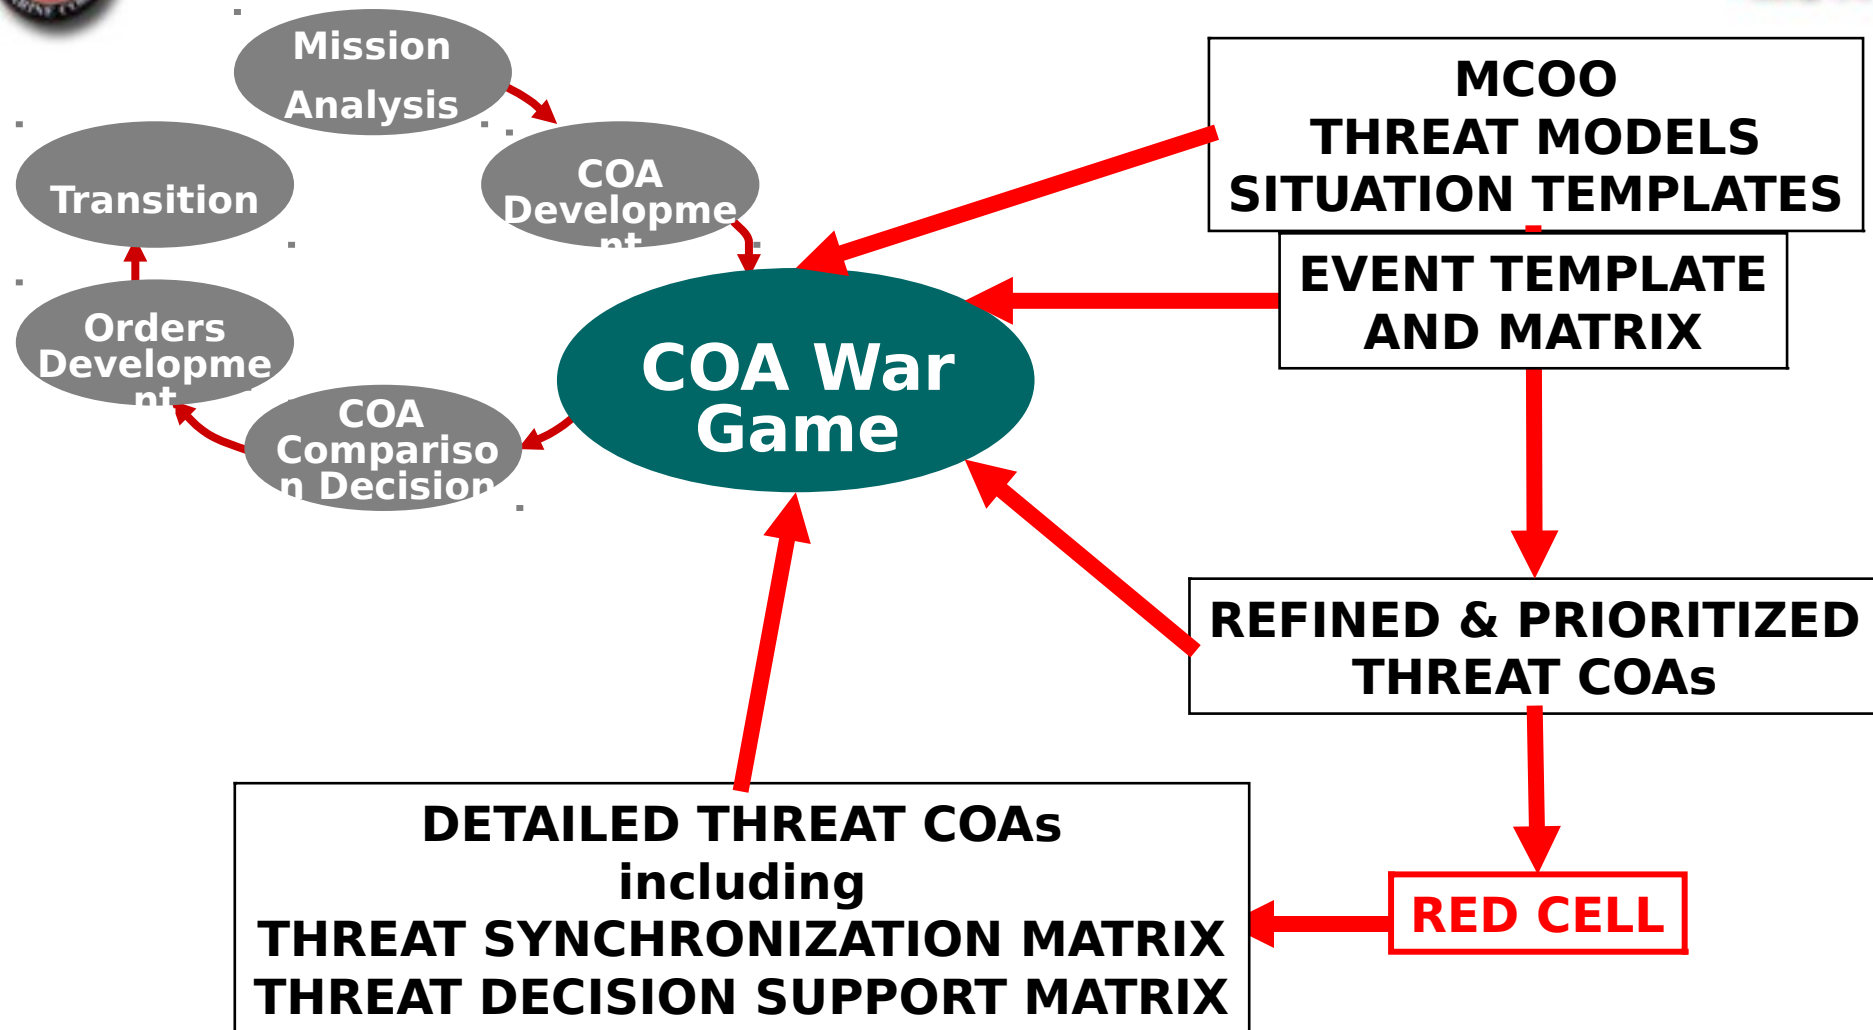 Mission
Analysis
COA
Developme
nt
Transition
Orders
Developme
nt
COA
Compariso
n Decision
COA War
Game
MCOO
THREAT MODELS
SITUATION TEMPLATES
EVENT TEMPLATE
AND MATRIX
REFINED & PRIORITIZED
THREAT COAs
RED CELL
DETAILED THREAT COAs
including
THREAT SYNCHRONIZATION MATRIX
THREAT DECISION SUPPORT MATRIX